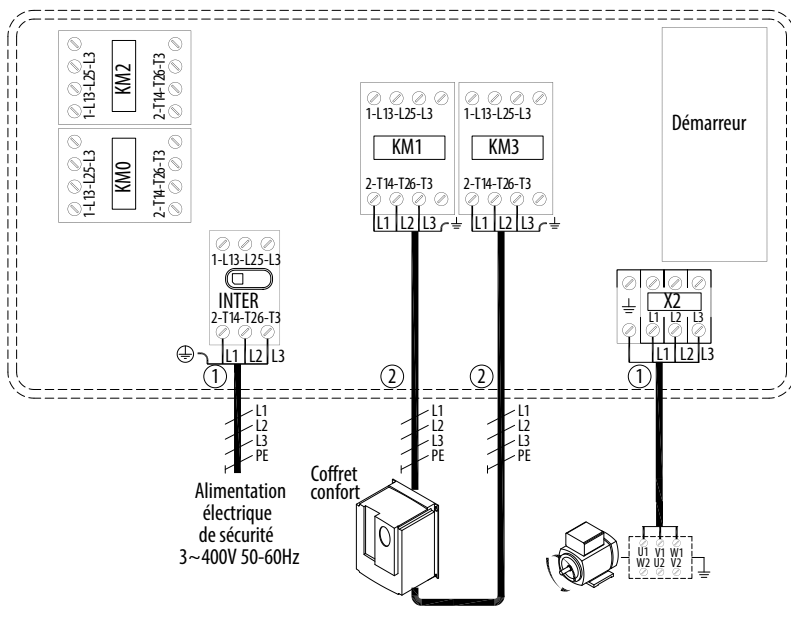 1-L13-L25-L3
KM2
2-T14-T26-T3
1-L13-L25-L3
KM0
2-T14-T26-T3
1-L13-L25-L3
KM1
2-T14-T26-T3
L1 L2 L3
1-L13-L25-L3
KM3
2-T14-T26-T3
L1 L2 L3
Démarreur
1-L13-L25-L3
INTER
2-T14-T26-T3
L1 L2 L3
X2
L1 L2 L3
L1 L2 L3
1
2
2
1
L1
L2
L3
PE
L1
L2
L3
PE
L1
L2
L3
PE
Alimentation
électrique
de sécurité
3~400V 50-60Hz
Coffret
confort
U1 V1 W1
W2 U2 V2